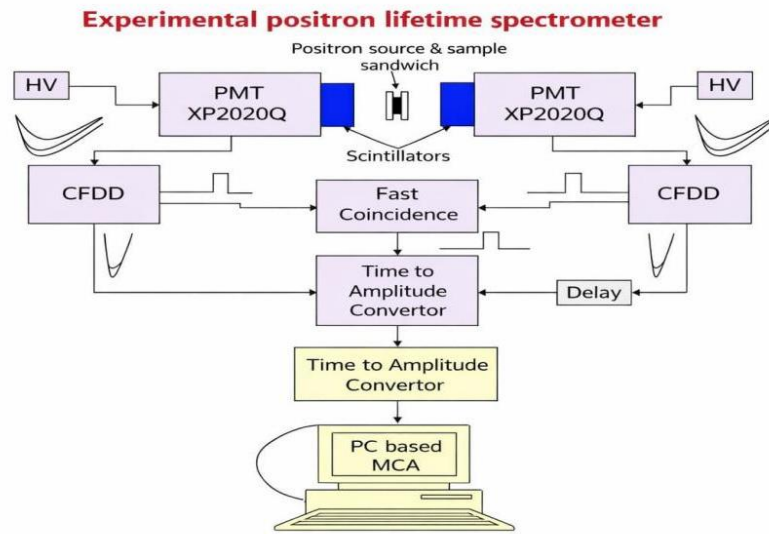 Experimental positron lifetime spectrometer
Positron source & sample
sandwich
HV
PMT
XP2020Q
PMT
XP2020Q
HV
Scintillators
CFDD
Fast
Coincidence
CFDD
Time to
Amplitude
Convertor
Delay
Time to Amplitude
Convertor
PC based
MCA